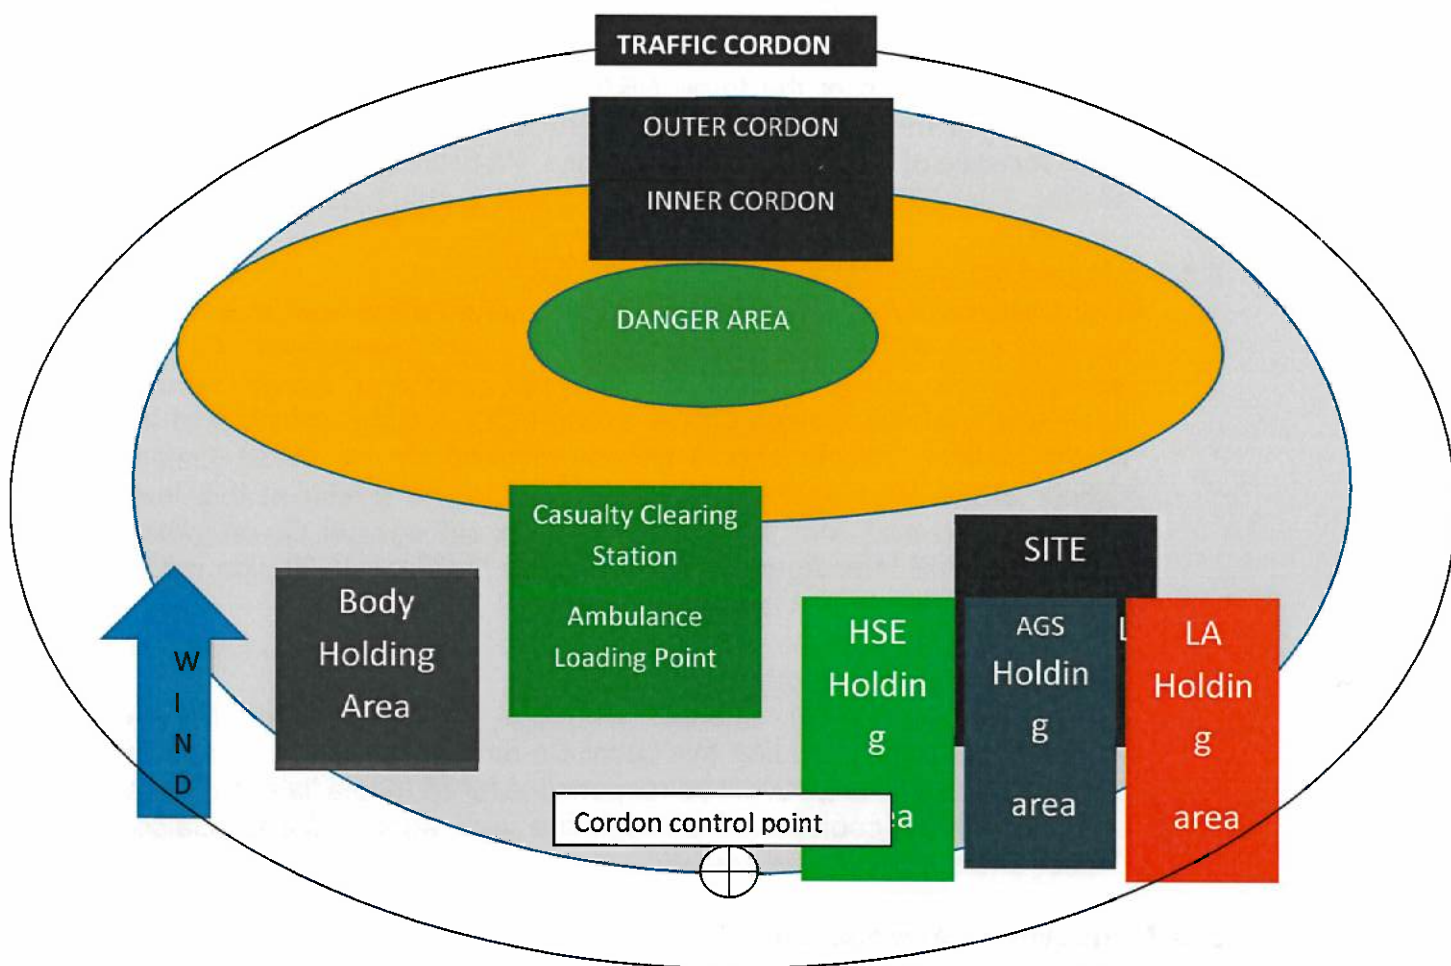 TRAFFIC CORDON
OUTER CORDON
INNER CORDON
DANGER AREA
Casualty Clearing
Station
Ambulance
Loading Point
Body
Holding
Area
SITE
L
HSE
Holdin
g
ea
AGS
Holdin
g
area
LA
Holdin
g
area
W
I
N
D
Cordon control point